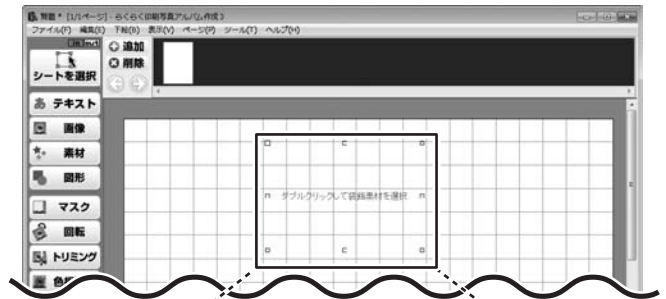 無題 * [1/1ページ] - らくらく印刷写真アルバム作成3
ファイル(F) 編集(E) 下絵(B) 表示(V) ページ(P) ツール(T) ヘルプ(H)
シートを選択
追加
削除
あ テキスト
画像
素材
図形
マスク
回転
トリミング
ダブルクリックして装飾素材を選択